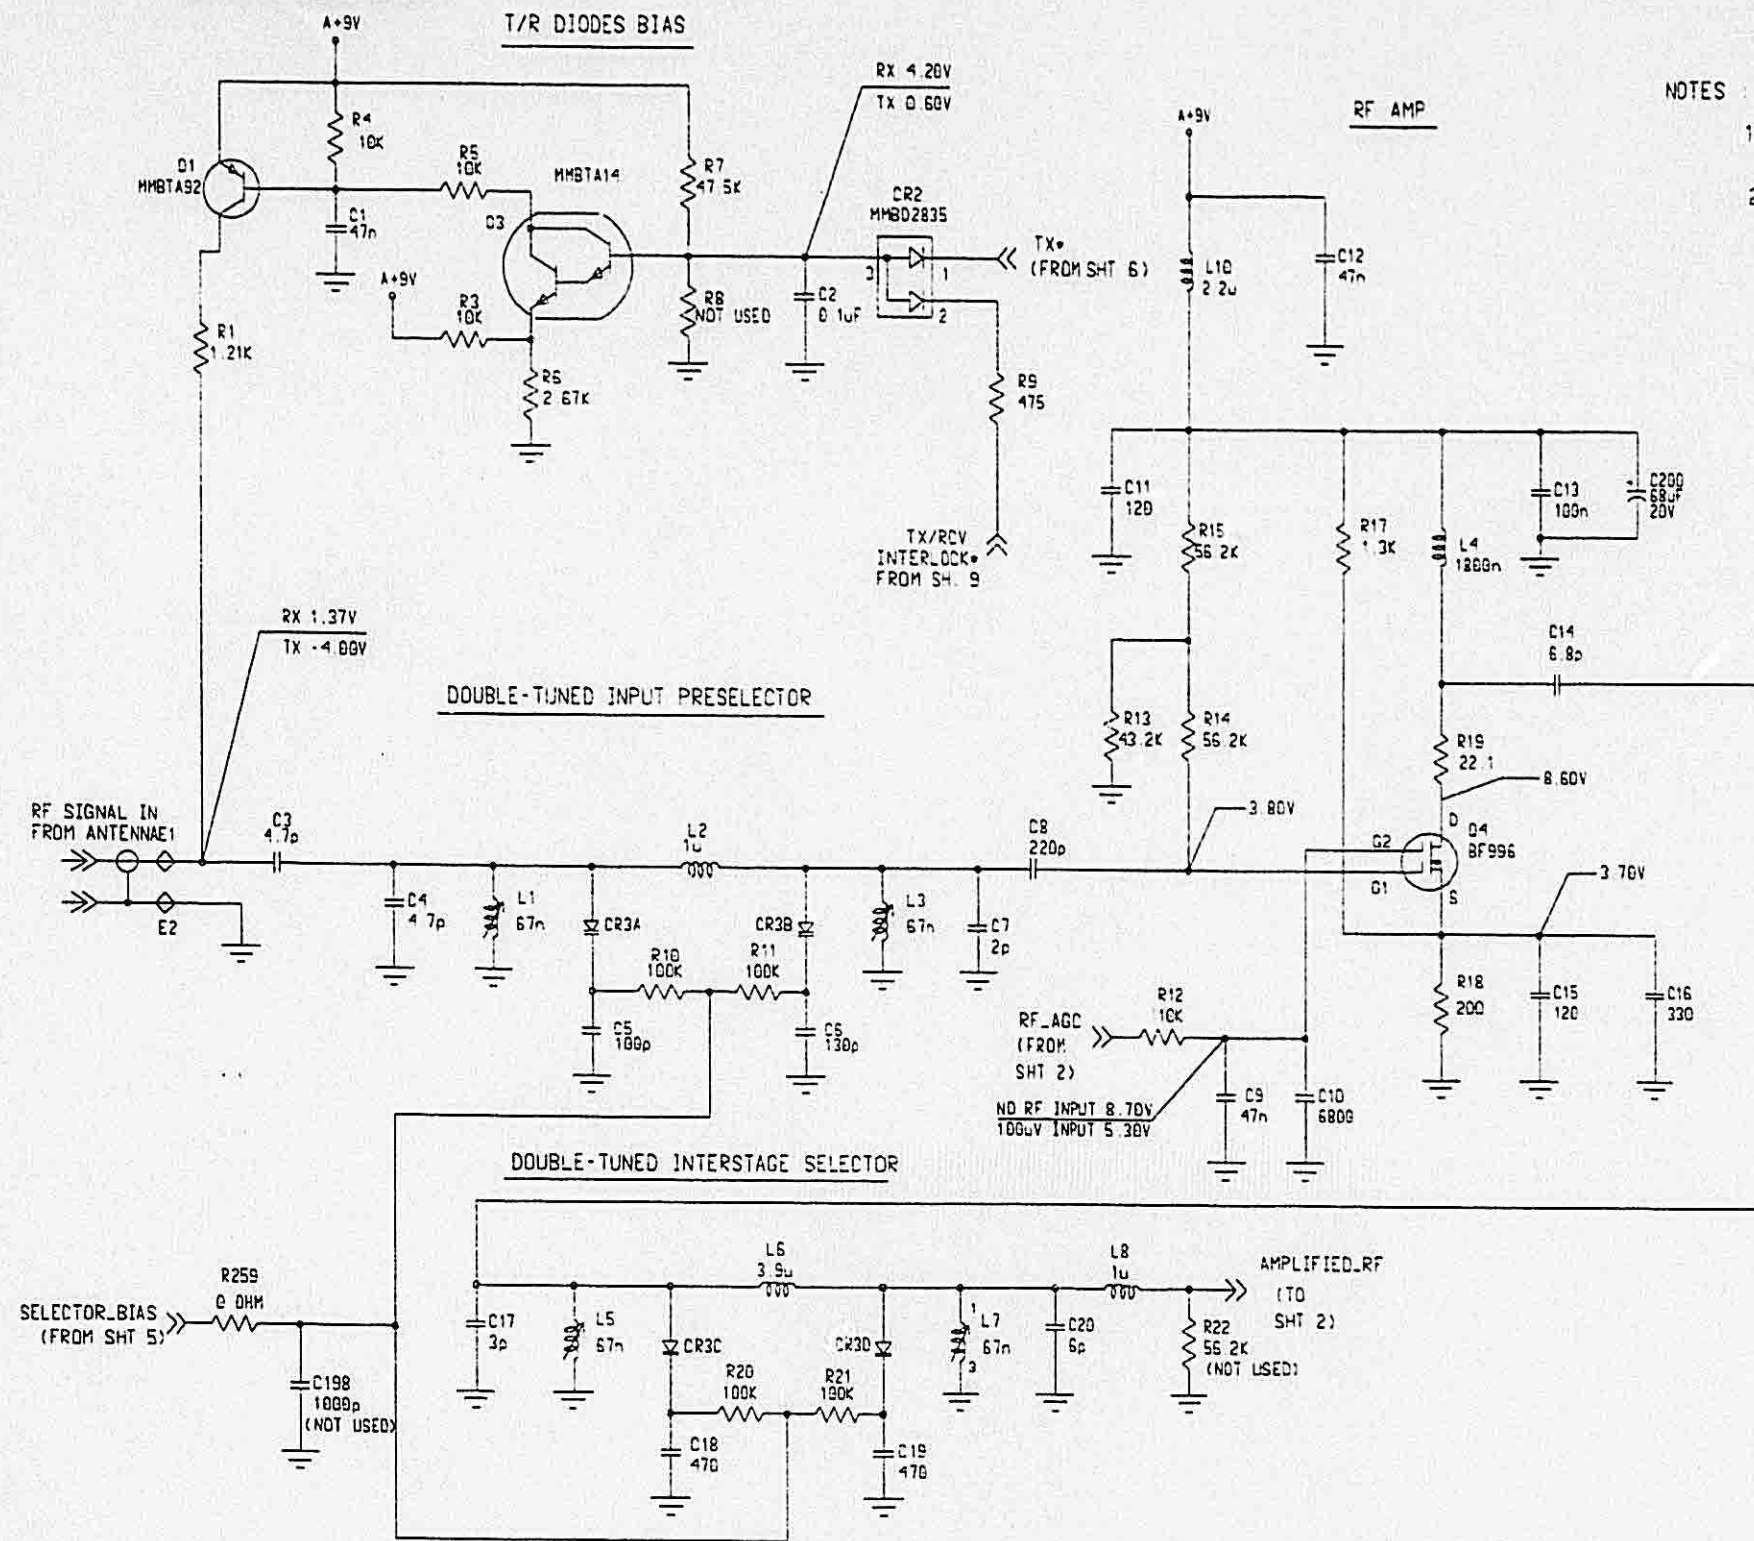 T/R DIODES BIAS
A+9V
RX 4.20V
TX 0.60V
RF AMP
NOTES :
1
2
A+9V
R4
10K
Q1
MMBTA92
R5
10K
MMBTA14
R7
47.5K
CR2
MMBD2835
C1
47n
Q3
3
1
2
TX*
(FROM SHT 6)
L10
2.2u
C12
47n
A+9V
R3
10K
R8
NOT USED
C2
0.1uF
R1
1.21K
R6
2.67K
R9
475
C11
120
R15
56.2K
R17
1.3K
L4
1800n
C13
100n
C200
68uF
20V
TX/RCV
INTERLOCK*
FROM SH. 9
RX 1.37V
TX -4.00V
C14
6.8p
DOUBLE-TUNED INPUT PRESELECTOR
R13
43.2K
R14
56.2K
R19
22.1
8.60V
RF SIGNAL IN
FROM ANTENNAE1
C3
4.7p
L2
1u
C8
220p
3.80V
D
Q4
BF996
G2
G1
S
3.70V
E2
C4
4.7p
L1
67n
CR3A
CR3B
L3
67n
C7
2p
R10
100K
R11
100K
C5
100p
C6
130p
RF_AGC
(FROM
SHT 2)
R12
10K
R18
200
C15
120
C16
330
NO RF INPUT 8.70V
100uV INPUT 5.30V
C9
47n
C10
6800
DOUBLE-TUNED INTERSTAGE SELECTOR
L6
3.9u
L8
1u
AMPLIFIED_RF
(TO
SHT 2)
R259
0 OHM
SELECTOR_BIAS
(FROM SHT 5)
C17
3p
L5
67n
CR3C
CR3D
1
L7
67n
3
C20
6p
R22
56.2K
(NOT USED)
R20
100K
R21
100K
C198
1000p
(NOT USED)
C18
470
C19
470